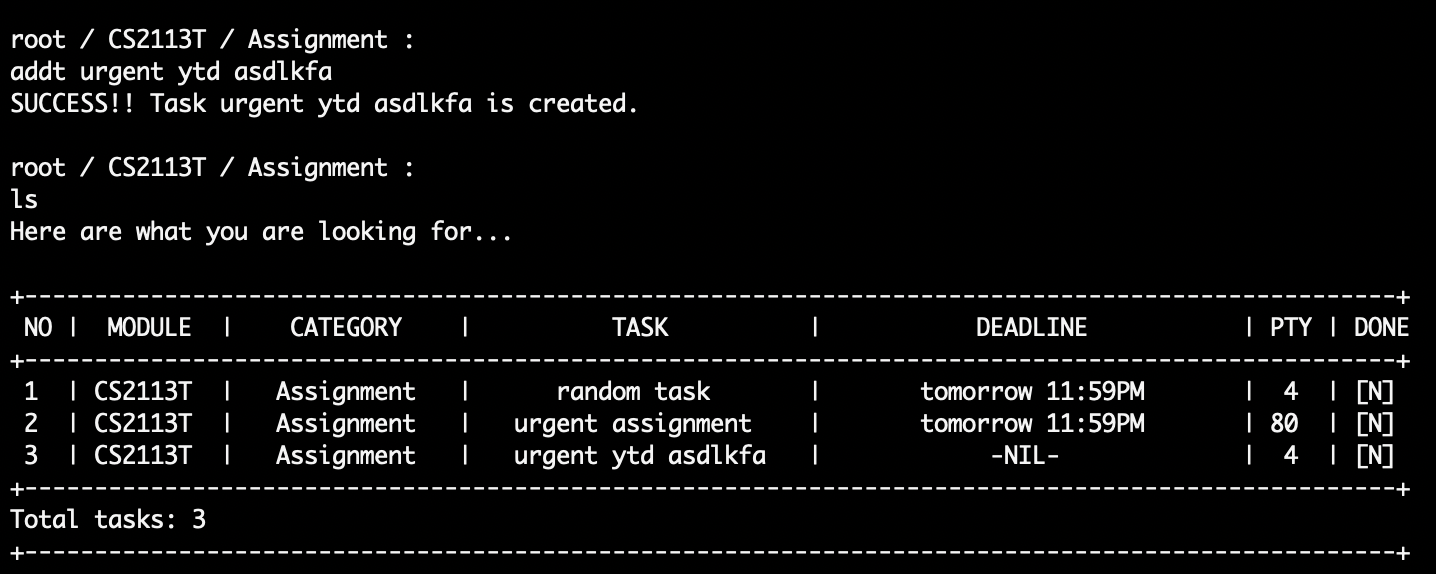 root / CS2113T / Assignment :
addt urgent ytd asdlkfa
SUCCESS!! Task urgent ytd asdlkfa is created.
root / CS2113T / Assignment :
ls
Here are what you are looking for...
+--------------------------------------------------------------------------------------------------+
NO | MODULE | CATEGORY | TASK | DEADLINE | PTY | DONE
+--------------------------------------------------------------------------------------------------+
1 | CS2113T | Assignment | random task | tomorrow 11:59PM | 4 | [N]
2 | CS2113T | Assignment | urgent assignment | tomorrow 11:59PM | 80 | [N]
3 | CS2113T | Assignment | urgent ytd asdlkfa | -NIL- | 4 | [N]
+--------------------------------------------------------------------------------------------------+
Total tasks: 3
+--------------------------------------------------------------------------------------------------+